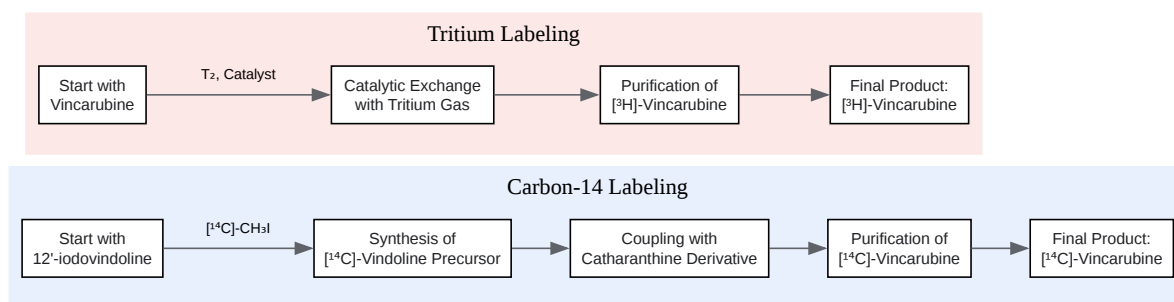 Tritium Labeling
Start with
Vincarubine
T₂, Catalyst
Catalytic Exchange
with Tritium Gas
Purification of
[³H]-Vincarubine
Final Product:
[³H]-Vincarubine
Carbon-14 Labeling
Start with
12'-iodovindoline
[¹⁴C]-CH₃I
Synthesis of
[¹⁴C]-Vindoline Precursor
Coupling with
Catharanthine Derivative
Purification of
[¹⁴C]-Vincarubine
Final Product:
[¹⁴C]-Vincarubine